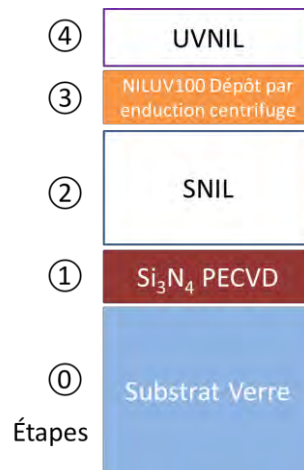 ④ UVNIL
③ NILUV100 Dépôt par
enduction centrifuge
② SNIL
① Si₃N₄ PECVD
⓪ Substrat Verre
Étapes